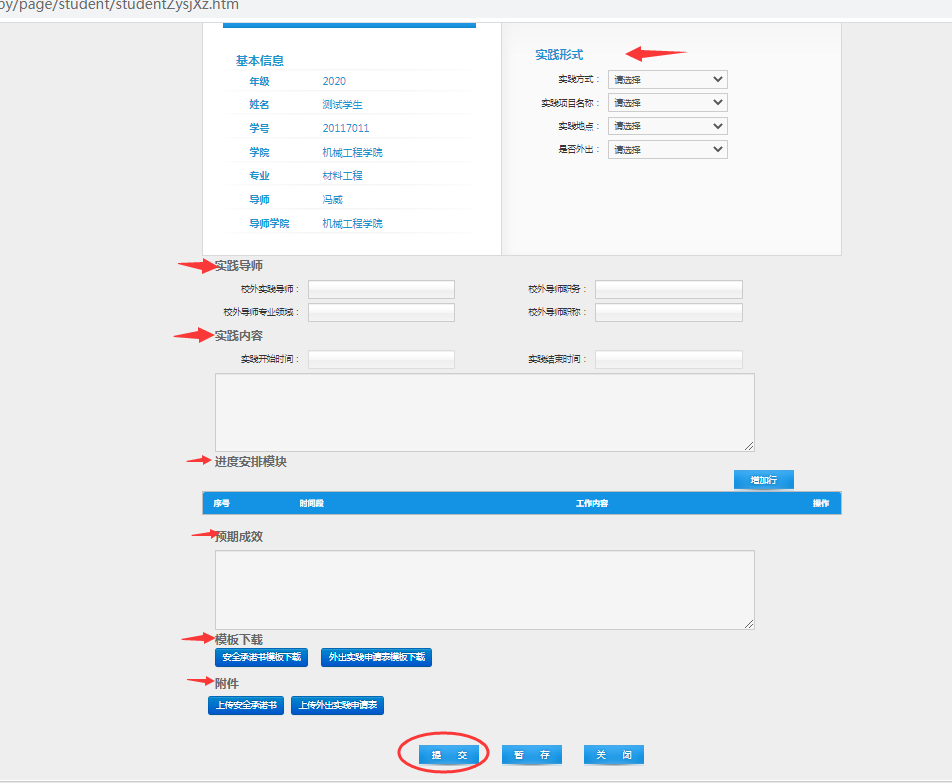 by/page/student/studentZysjXz.htm
基本信息
年级 2020
姓名 测试学生
学号 20117011
学院 机械工程学院
专业 材料工程
导师 冯威
导师学院 机械工程学院
实践形式
实践方式： 请选择
实践项目名称： 请选择
实践地点： 请选择
是否外出： 请选择
实践导师
校外实践导师： 校外导师职务：
校外导师专业领域： 校外导师职称：
实践内容
实践开始时间： 实践结束时间：
进度安排模块
增加行
序号 时间段 工作内容 操作
预期成效
模板下载
安全承诺书模板下载 外出实践申请表模板下载
附件
上传安全承诺书 上传外出实践申请表
提 交 暂 存 关 闭